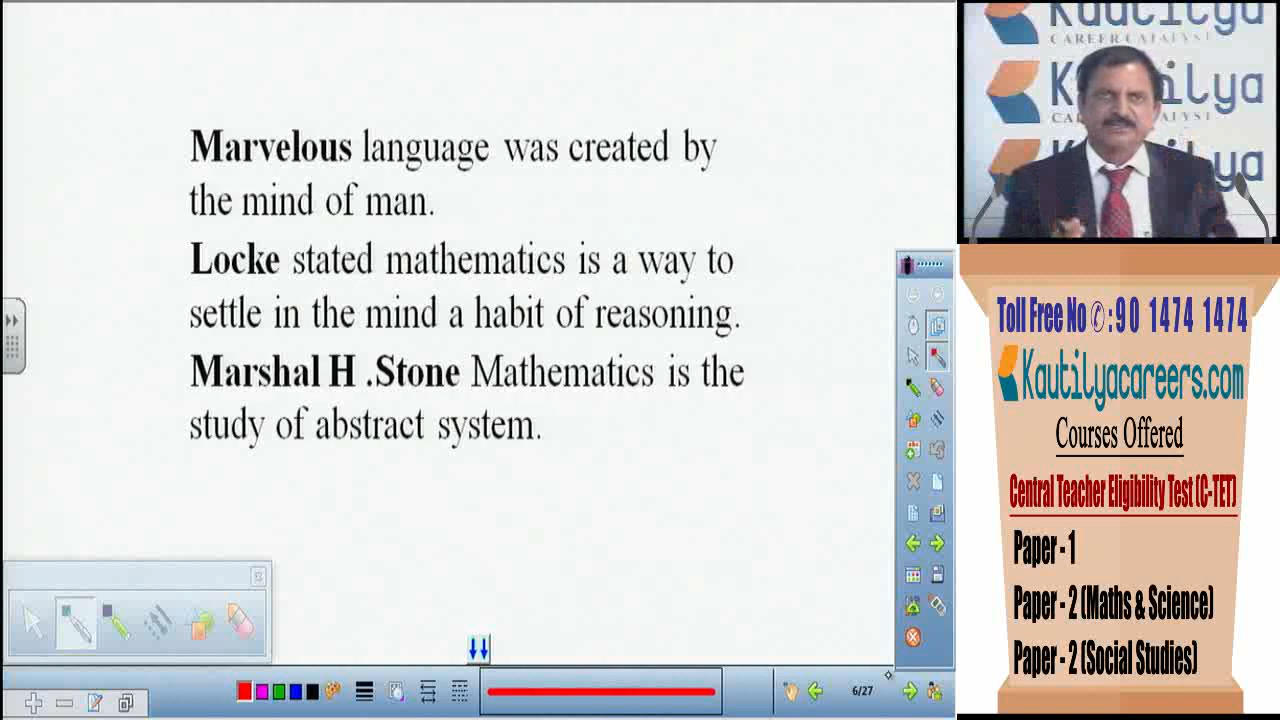 Marvelous language was created by
the mind of man.
Locke stated mathematics is a way to
settle in the mind a habit of reasoning.
Marshal H .Stone Mathematics is the
study of abstract system.
6/27
Kautilya
CAREER CATALYST
Kautilya
Toll Free No ✆:90 1474 1474
Kautilyacareers.com
Courses Offered
Central Teacher Eligibility Test (C-TET)
Paper - 1
Paper - 2 (Maths & Science)
Paper - 2 (Social Studies)